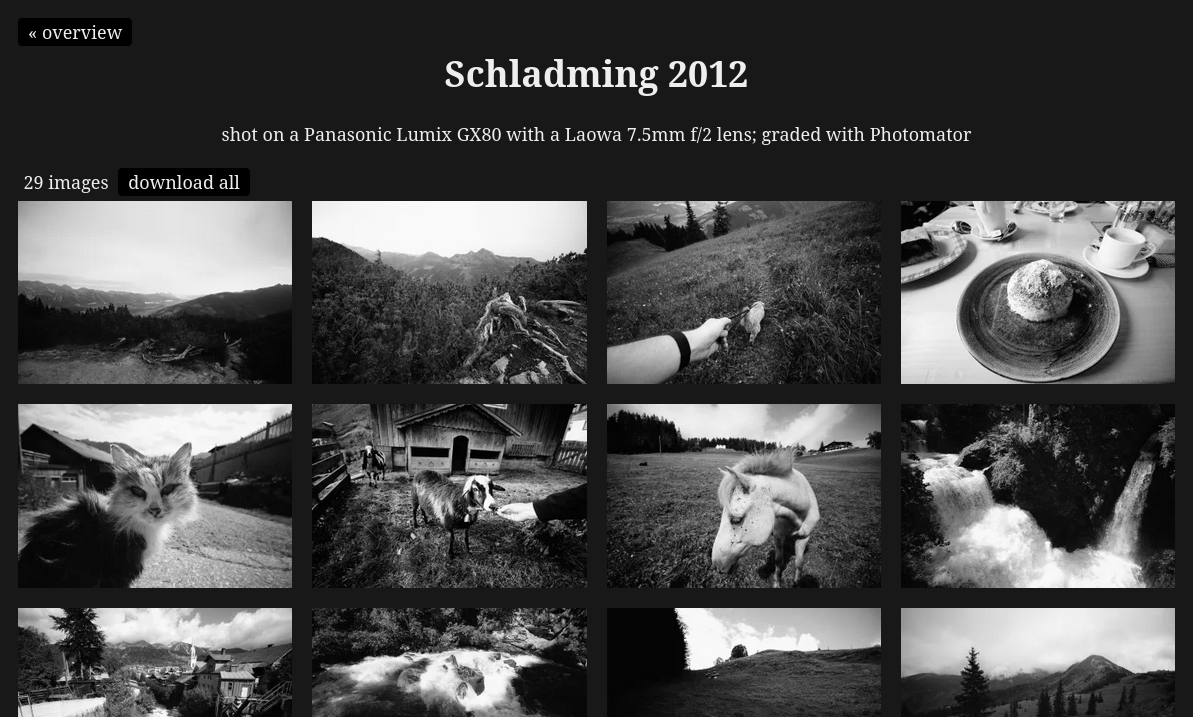 « overview
Schladming 2012
shot on a Panasonic Lumix GX80 with a Laowa 7.5mm f/2 lens; graded with Photomator
29 images download all